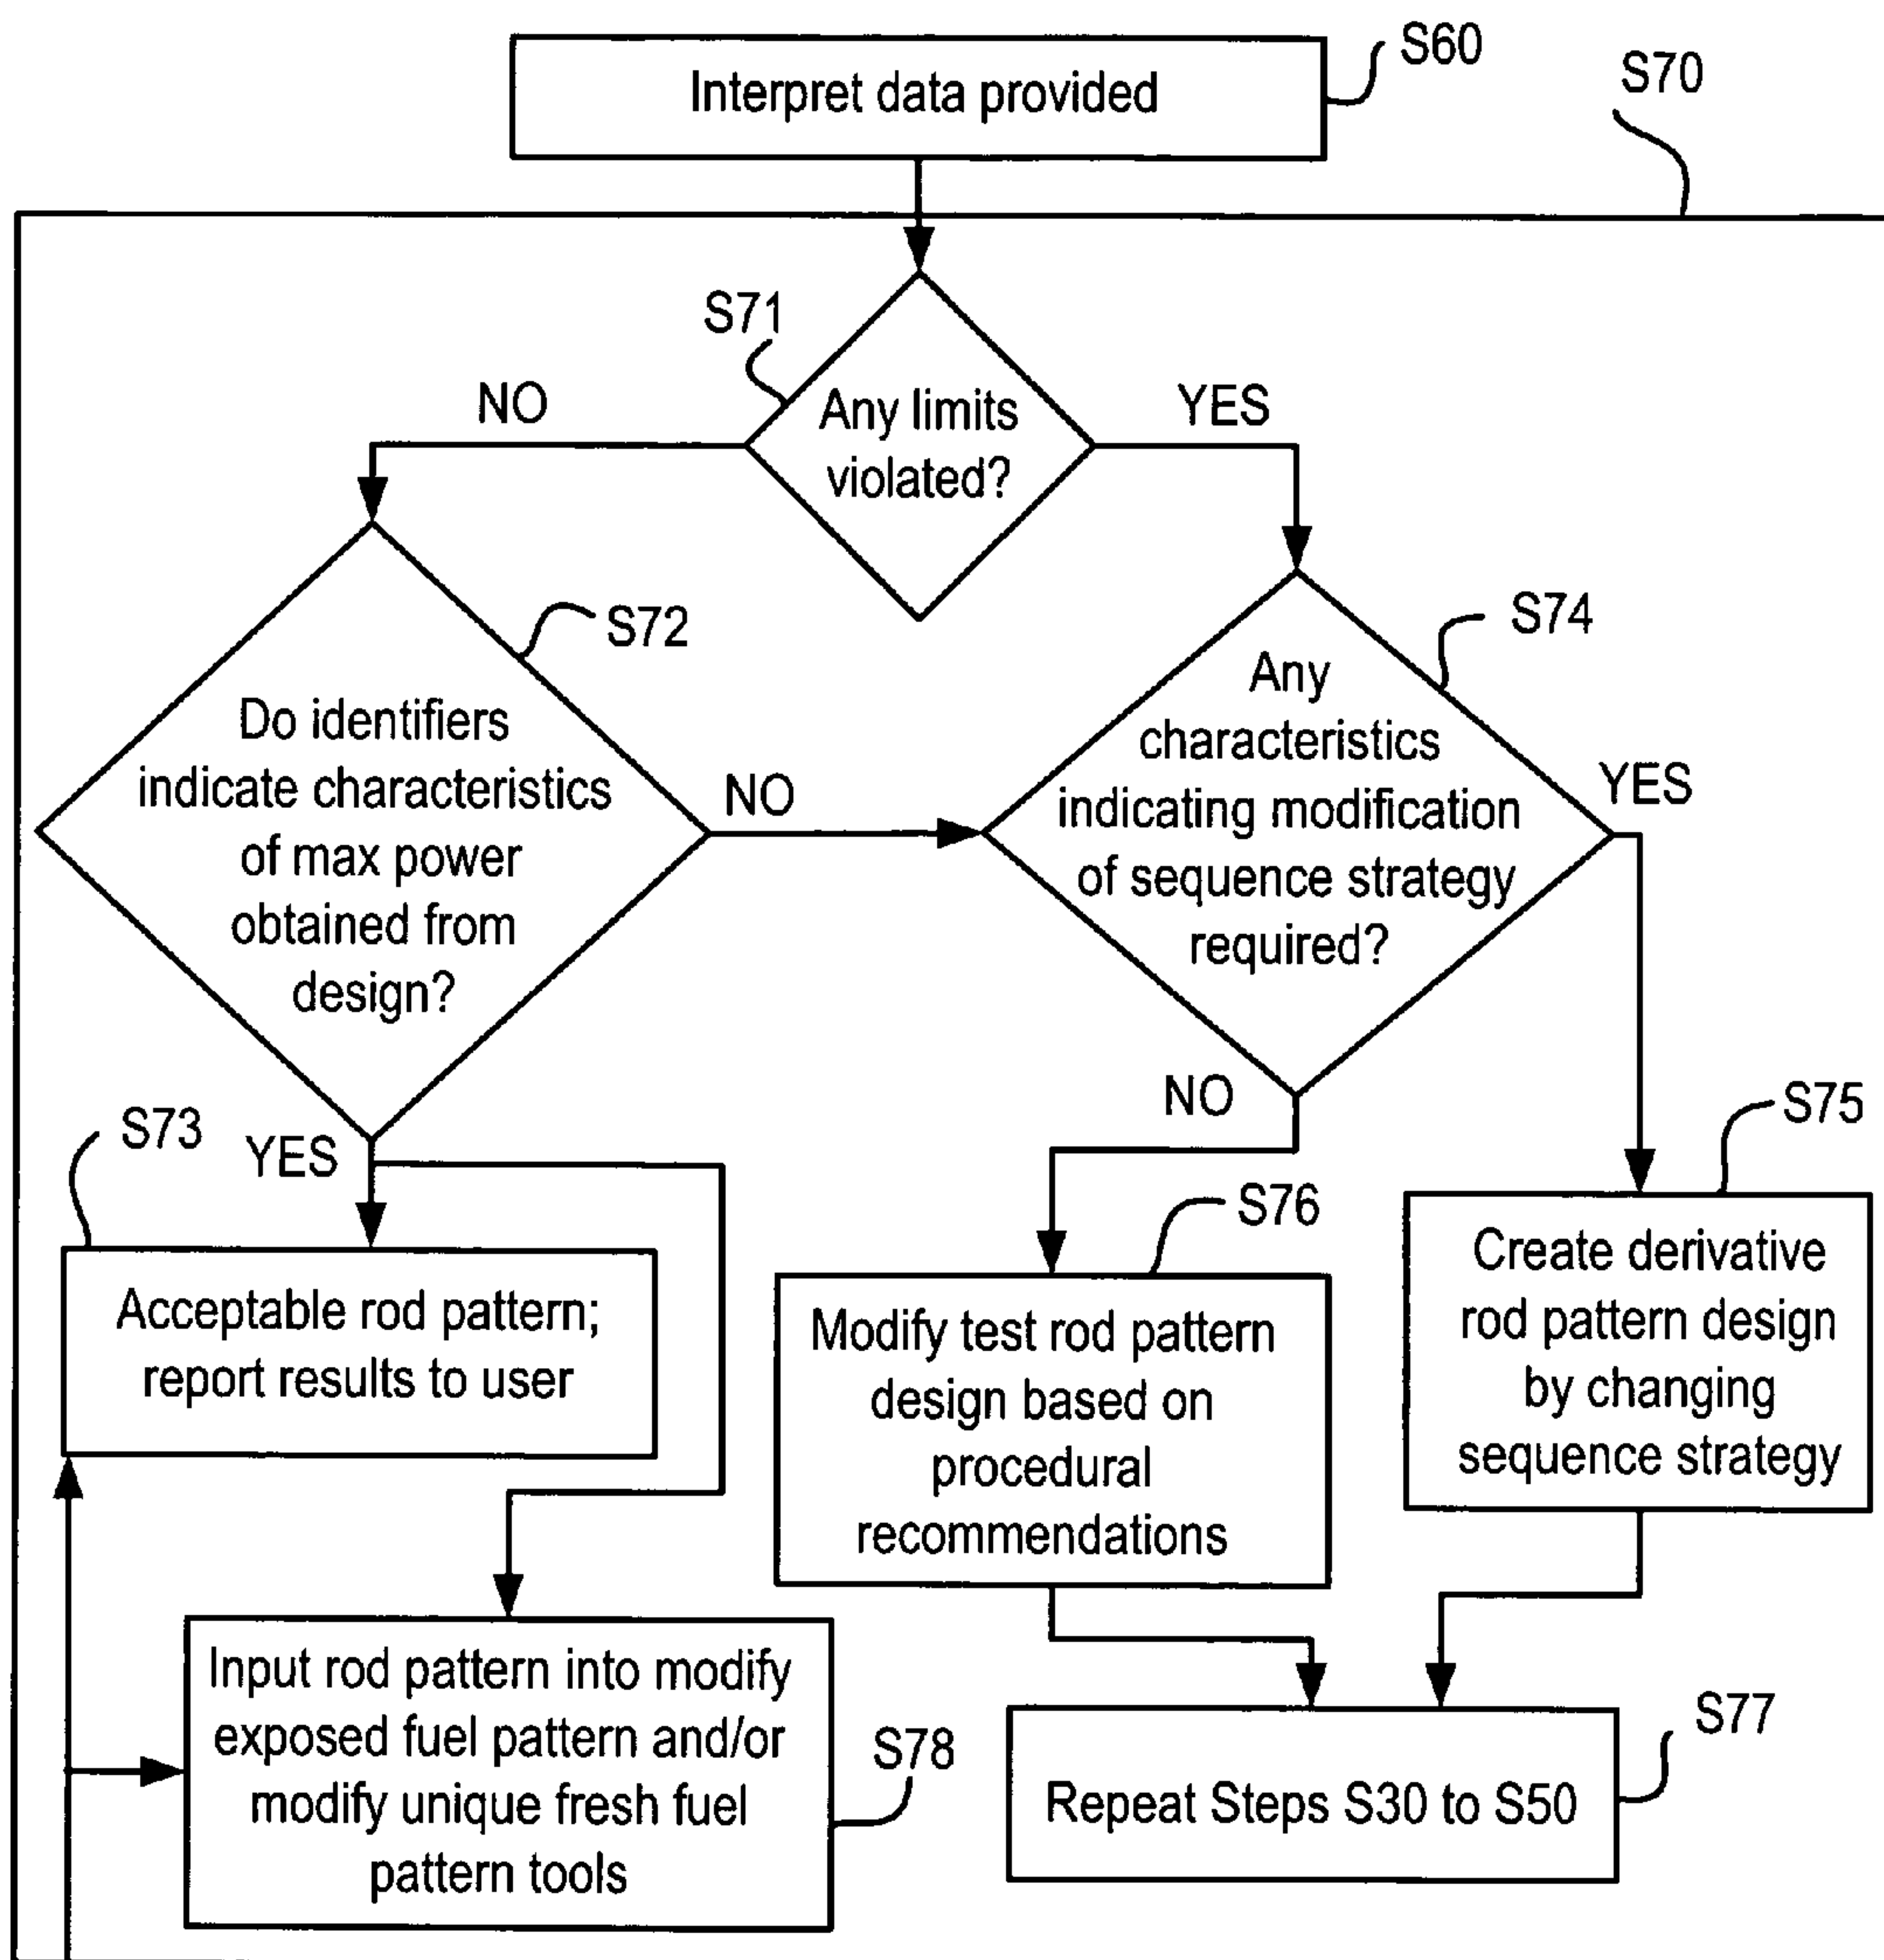 Interpret data provided
S60
S70
S71
NO
Any limits
violated?
YES
S72
Do identifiers
indicate characteristics
of max power
obtained from
design?
NO
S74
Any
characteristics
indicating modification
of sequence strategy
required?
YES
NO
S73
YES
S75
S76
Acceptable rod pattern;
report results to user
Modify test rod pattern
design based on
procedural
recommendations
Create derivative
rod pattern design
by changing
sequence strategy
Input rod pattern into modify
exposed fuel pattern and/or
modify unique fresh fuel
pattern tools
S78
Repeat Steps S30 to S50
S77